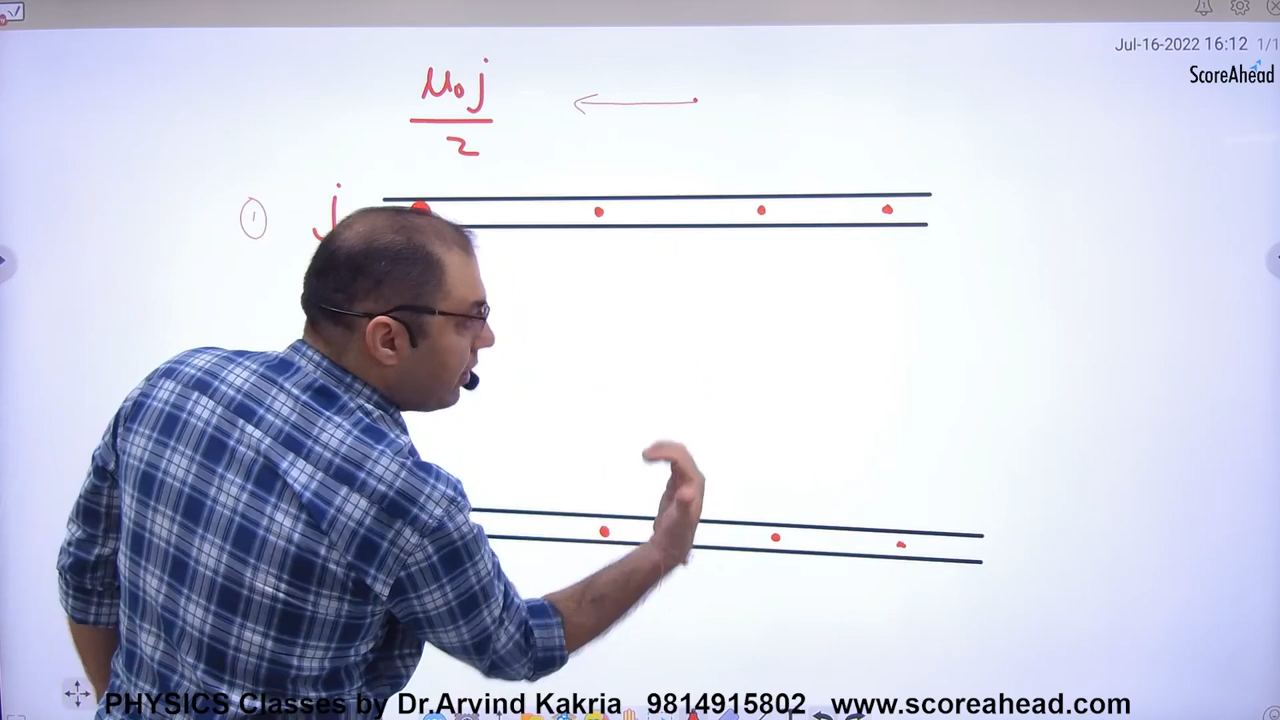 Jul-16-2022 16:12 1/1
ScoreAhead
μ₀j
2
1
j
PHYSICS Classes by Dr.Arvind Kakria 9814915802 www.scoreahead.com